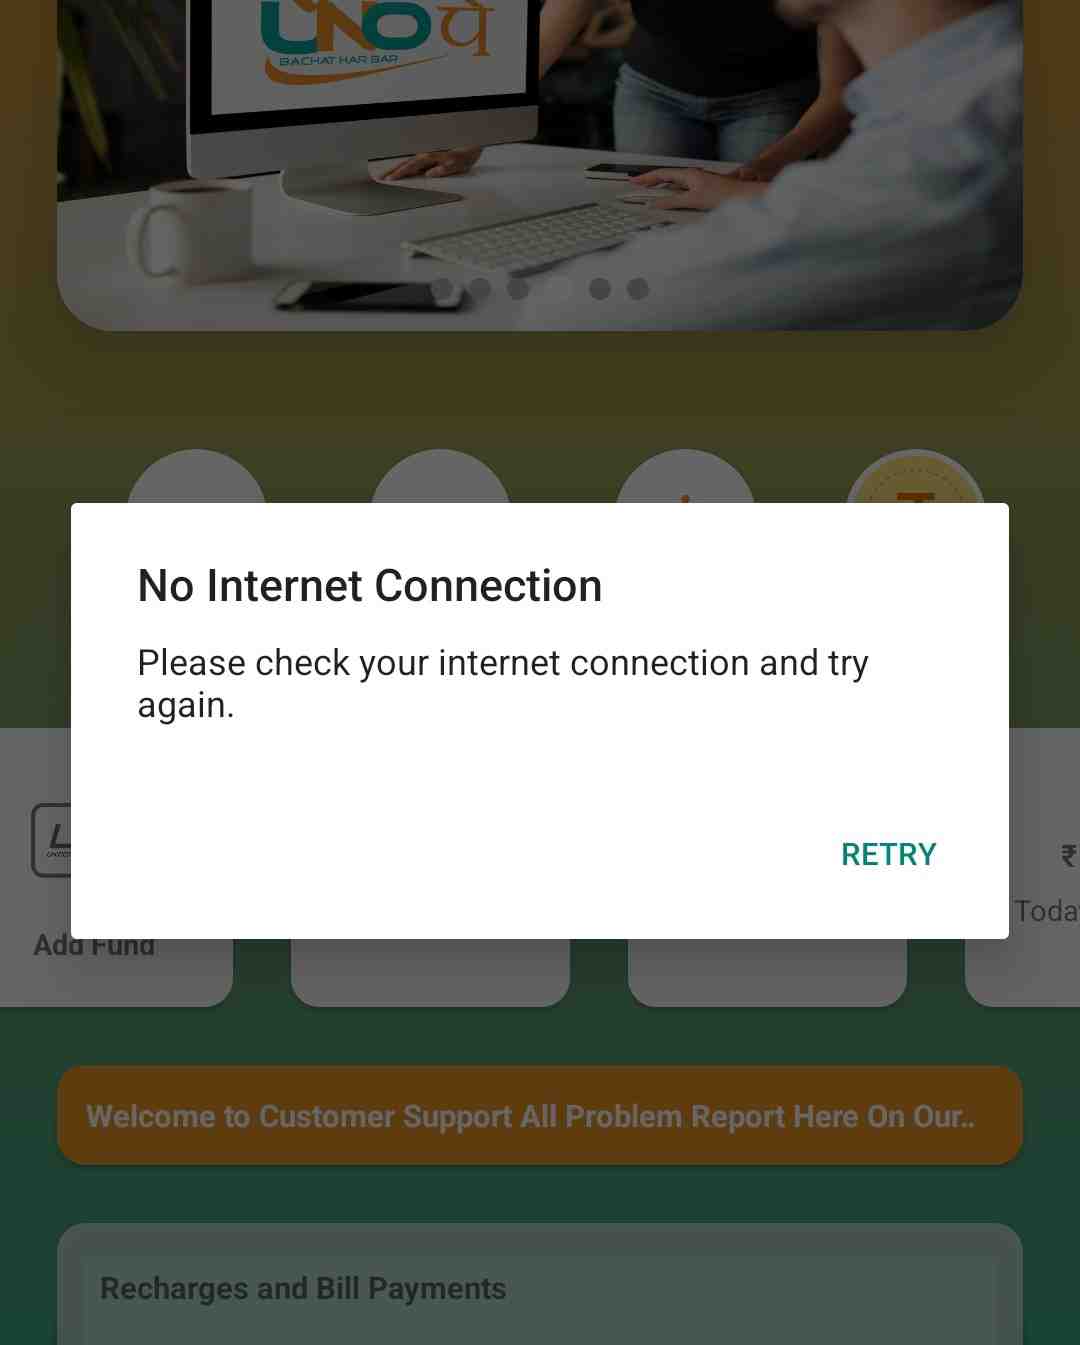 UNOपे
BACHAT HAR BAR
No Internet Connection
Please check your internet connection and try
again.
RETRY
₹
Today
Add Fund
Welcome to Customer Support All Problem Report Here On Our..
Recharges and Bill Payments